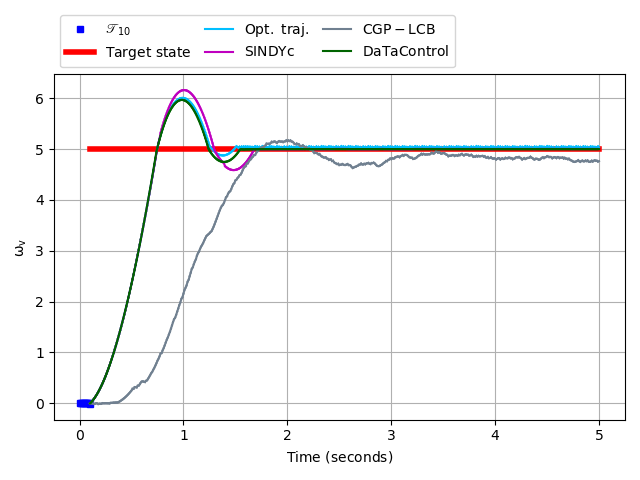 𝒯₁₀ Opt. traj. CGP − LCB
Target state SINDYc DaTaControl
6
5
4
3
2
1
0
ωᵥ
0 1 2 3 4 5
Time (seconds)